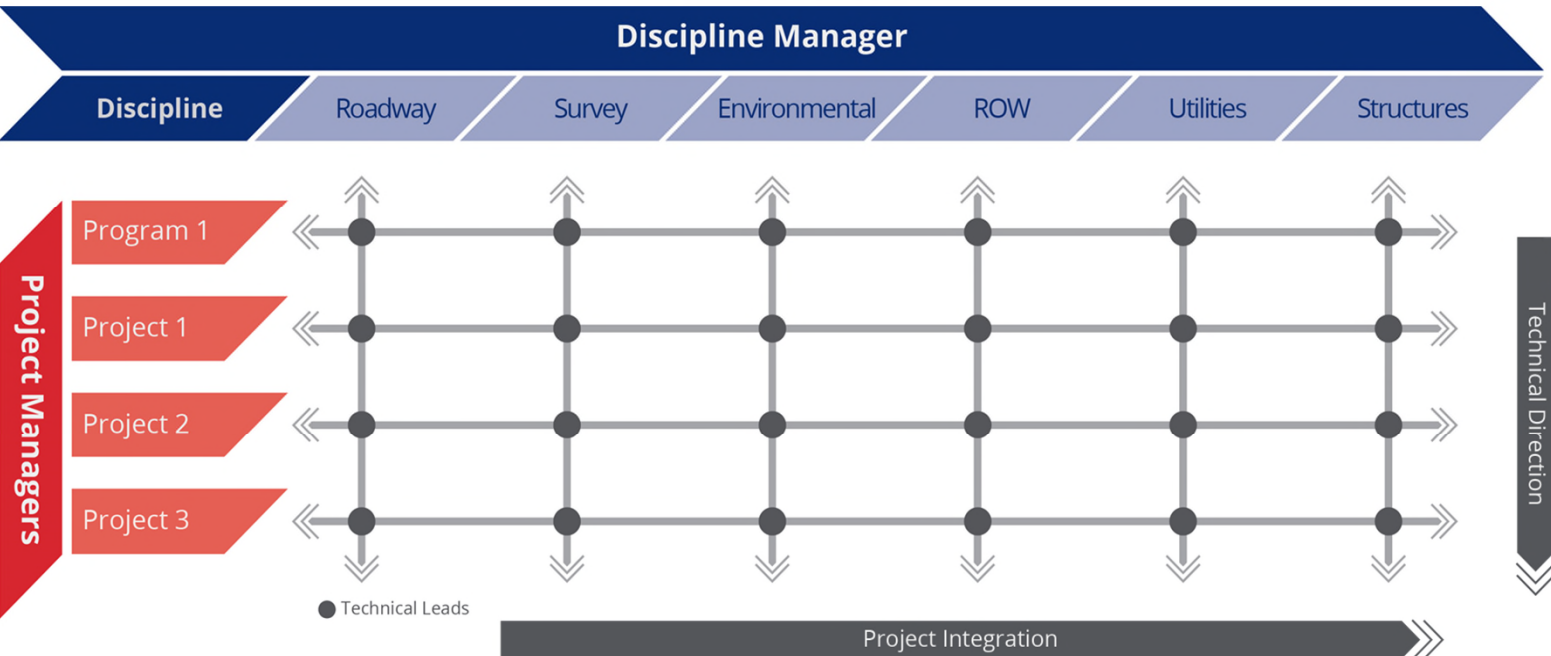 Discipline Manager
Discipline Roadway Survey Environmental ROW Utilities Structures
Project Managers
Program 1
Project 1
Project 2
Project 3
Technical Direction
Technical Leads
Project Integration